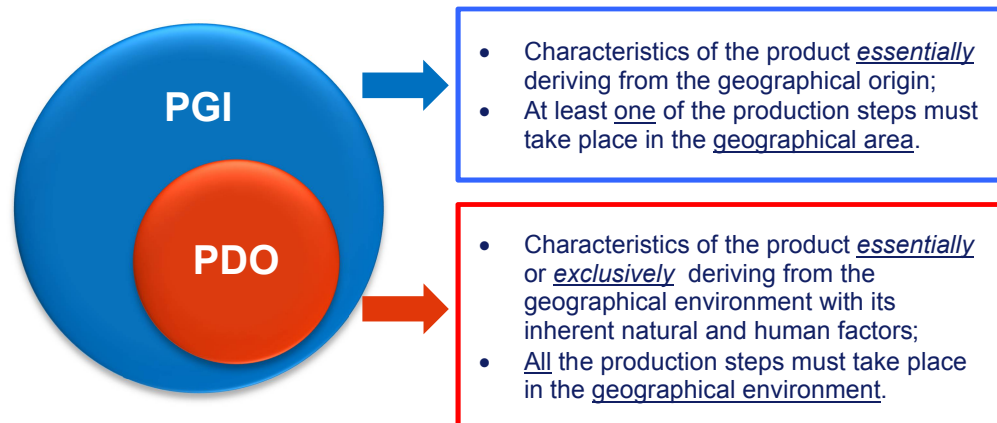 PGI
• Characteristics of the product essentially
deriving from the geographical origin;
• At least one of the production steps must
take place in the geographical area.
PDO
• Characteristics of the product essentially
or exclusively deriving from the
geographical environment with its
inherent natural and human factors;
• All the production steps must take place
in the geographical environment.